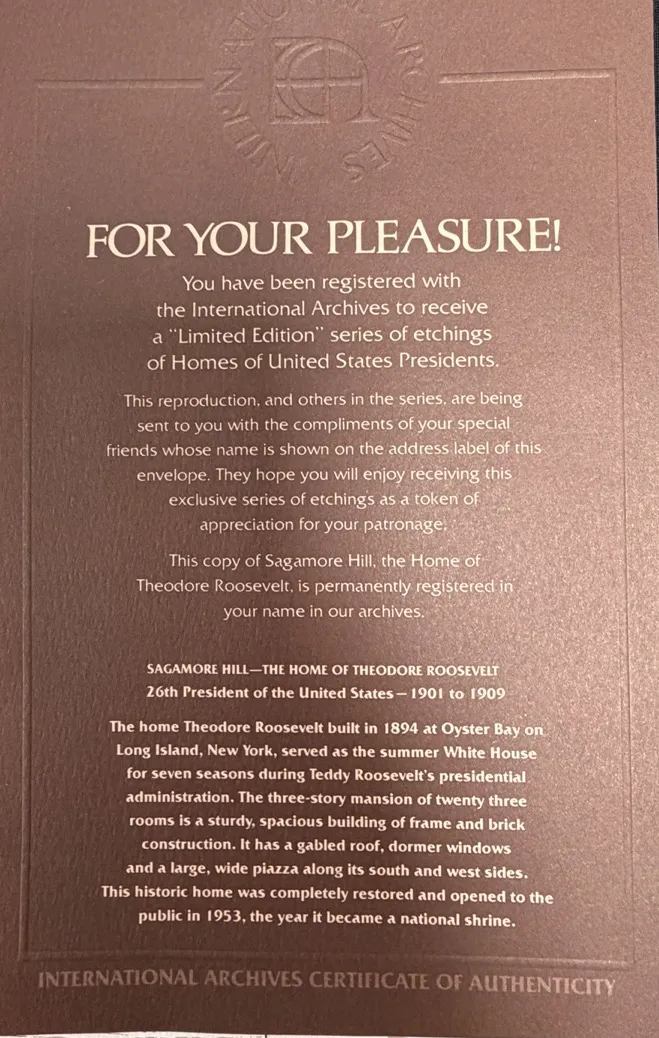 INTERNATIONAL ARCHIVES
FOR YOUR PLEASURE!
You have been registered with
the International Archives to receive
a “Limited Edition” series of etchings
of Homes of United States Presidents.
This reproduction, and others in the series, are being
sent to you with the compliments of your special
friends whose name is shown on the address label of this
envelope. They hope you will enjoy receiving this
exclusive series of etchings as a token of
appreciation for your patronage.
This copy of Sagamore Hill, the Home of
Theodore Roosevelt, is permanently registered in
your name in our archives.
SAGAMORE HILL—THE HOME OF THEODORE ROOSEVELT
26th President of the United States – 1901 to 1909
The home Theodore Roosevelt built in 1894 at Oyster Bay on
Long Island, New York, served as the summer White House
for seven seasons during Teddy Roosevelt's presidential
administration. The three-story mansion of twenty three
rooms is a sturdy, spacious building of frame and brick
construction. It has a gabled roof, dormer windows
and a large, wide piazza along its south and west sides.
This historic home was completely restored and opened to the
public in 1953, the year it became a national shrine.
INTERNATIONAL ARCHIVES CERTIFICATE OF AUTHENTICITY